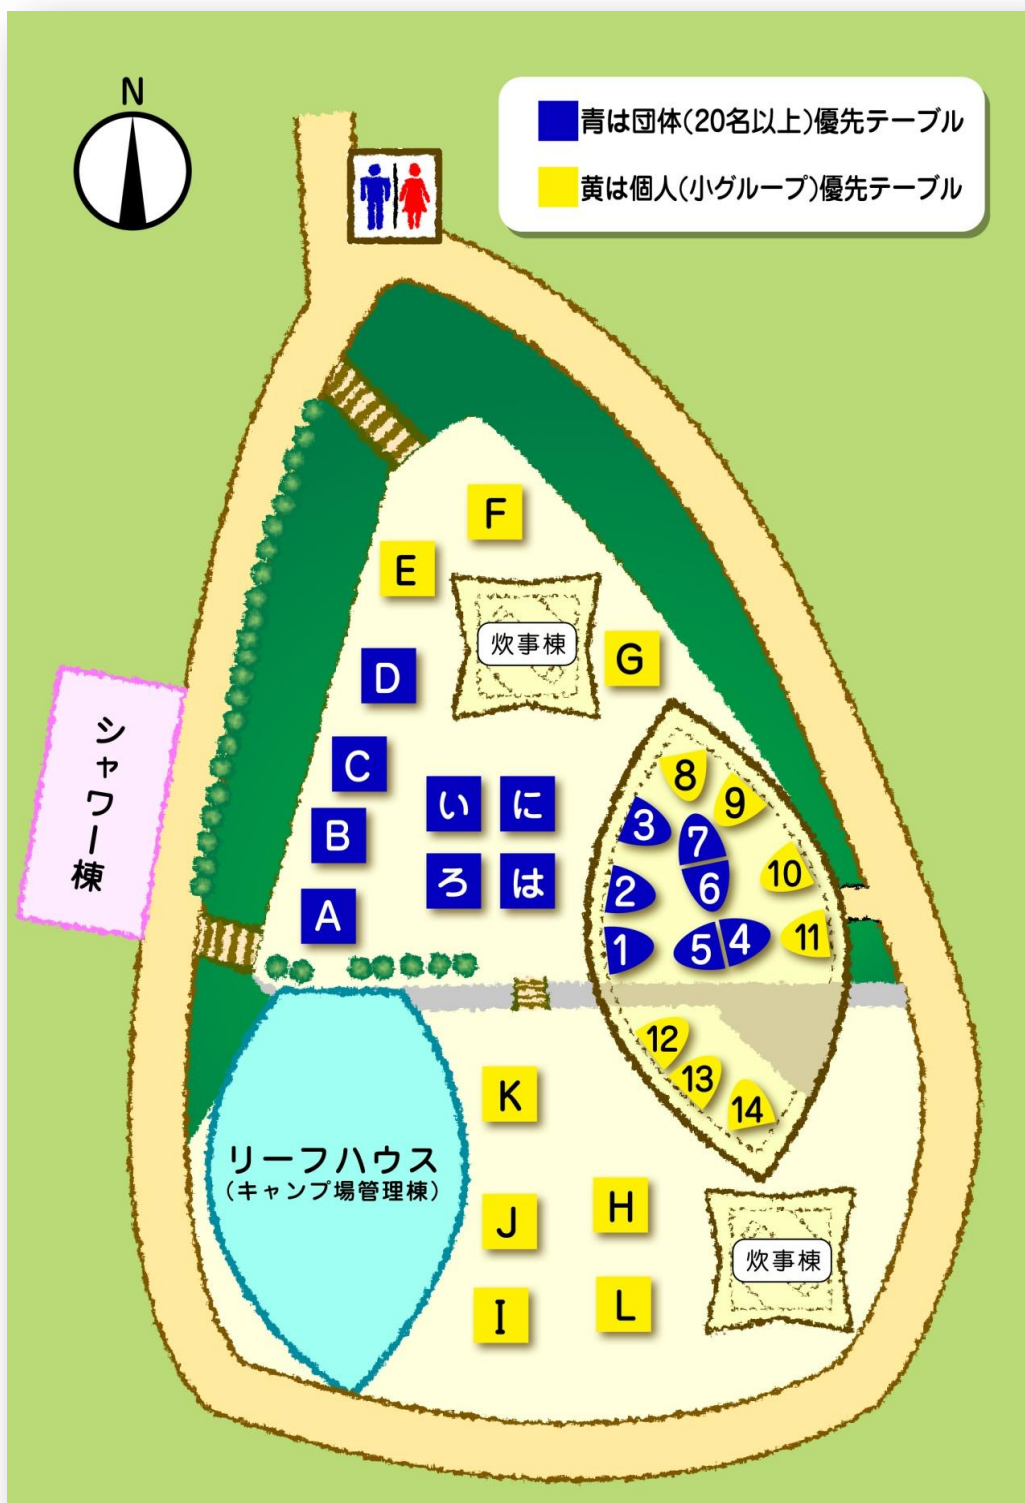 N
青は団体(20名以上)優先テーブル
黄は個人(小グループ)優先テーブル
F
E
炊事棟
G
D
C
B
A
い
に
ろ
は
シャワー棟
8
9
3
7
10
2
6
1
5
4
11
12
13
14
K
リーフハウス
(キャンプ場管理棟)
J
H
炊事棟
I
L